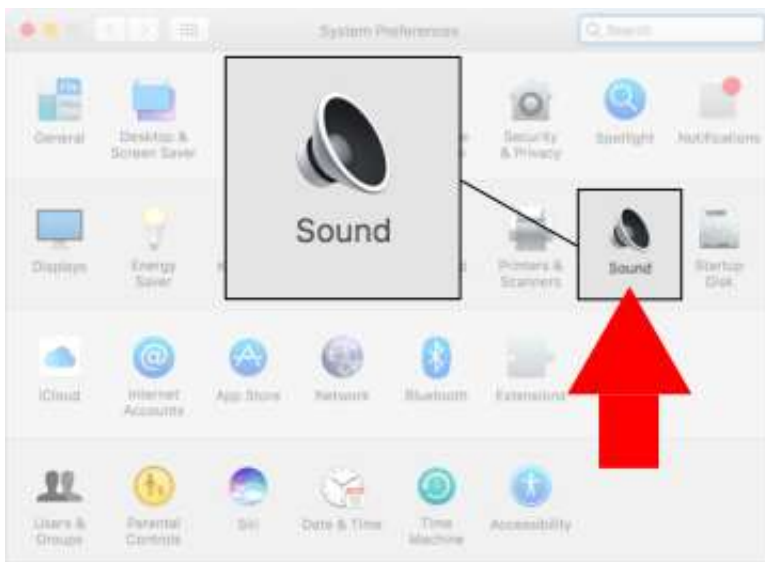 System Preferences
Search
General
Desktop &
Screen Saver
Security
& Privacy
Spotlight
Notifications
Sound
Displays
Energy
Saver
Printers &
Scanners
Sound
Startup
Disk
iCloud
Internet
Accounts
App Store
Network
Bluetooth
Extensions
Users &
Groups
Parental
Controls
Siri
Date & Time
Time
Machine
Accessibility